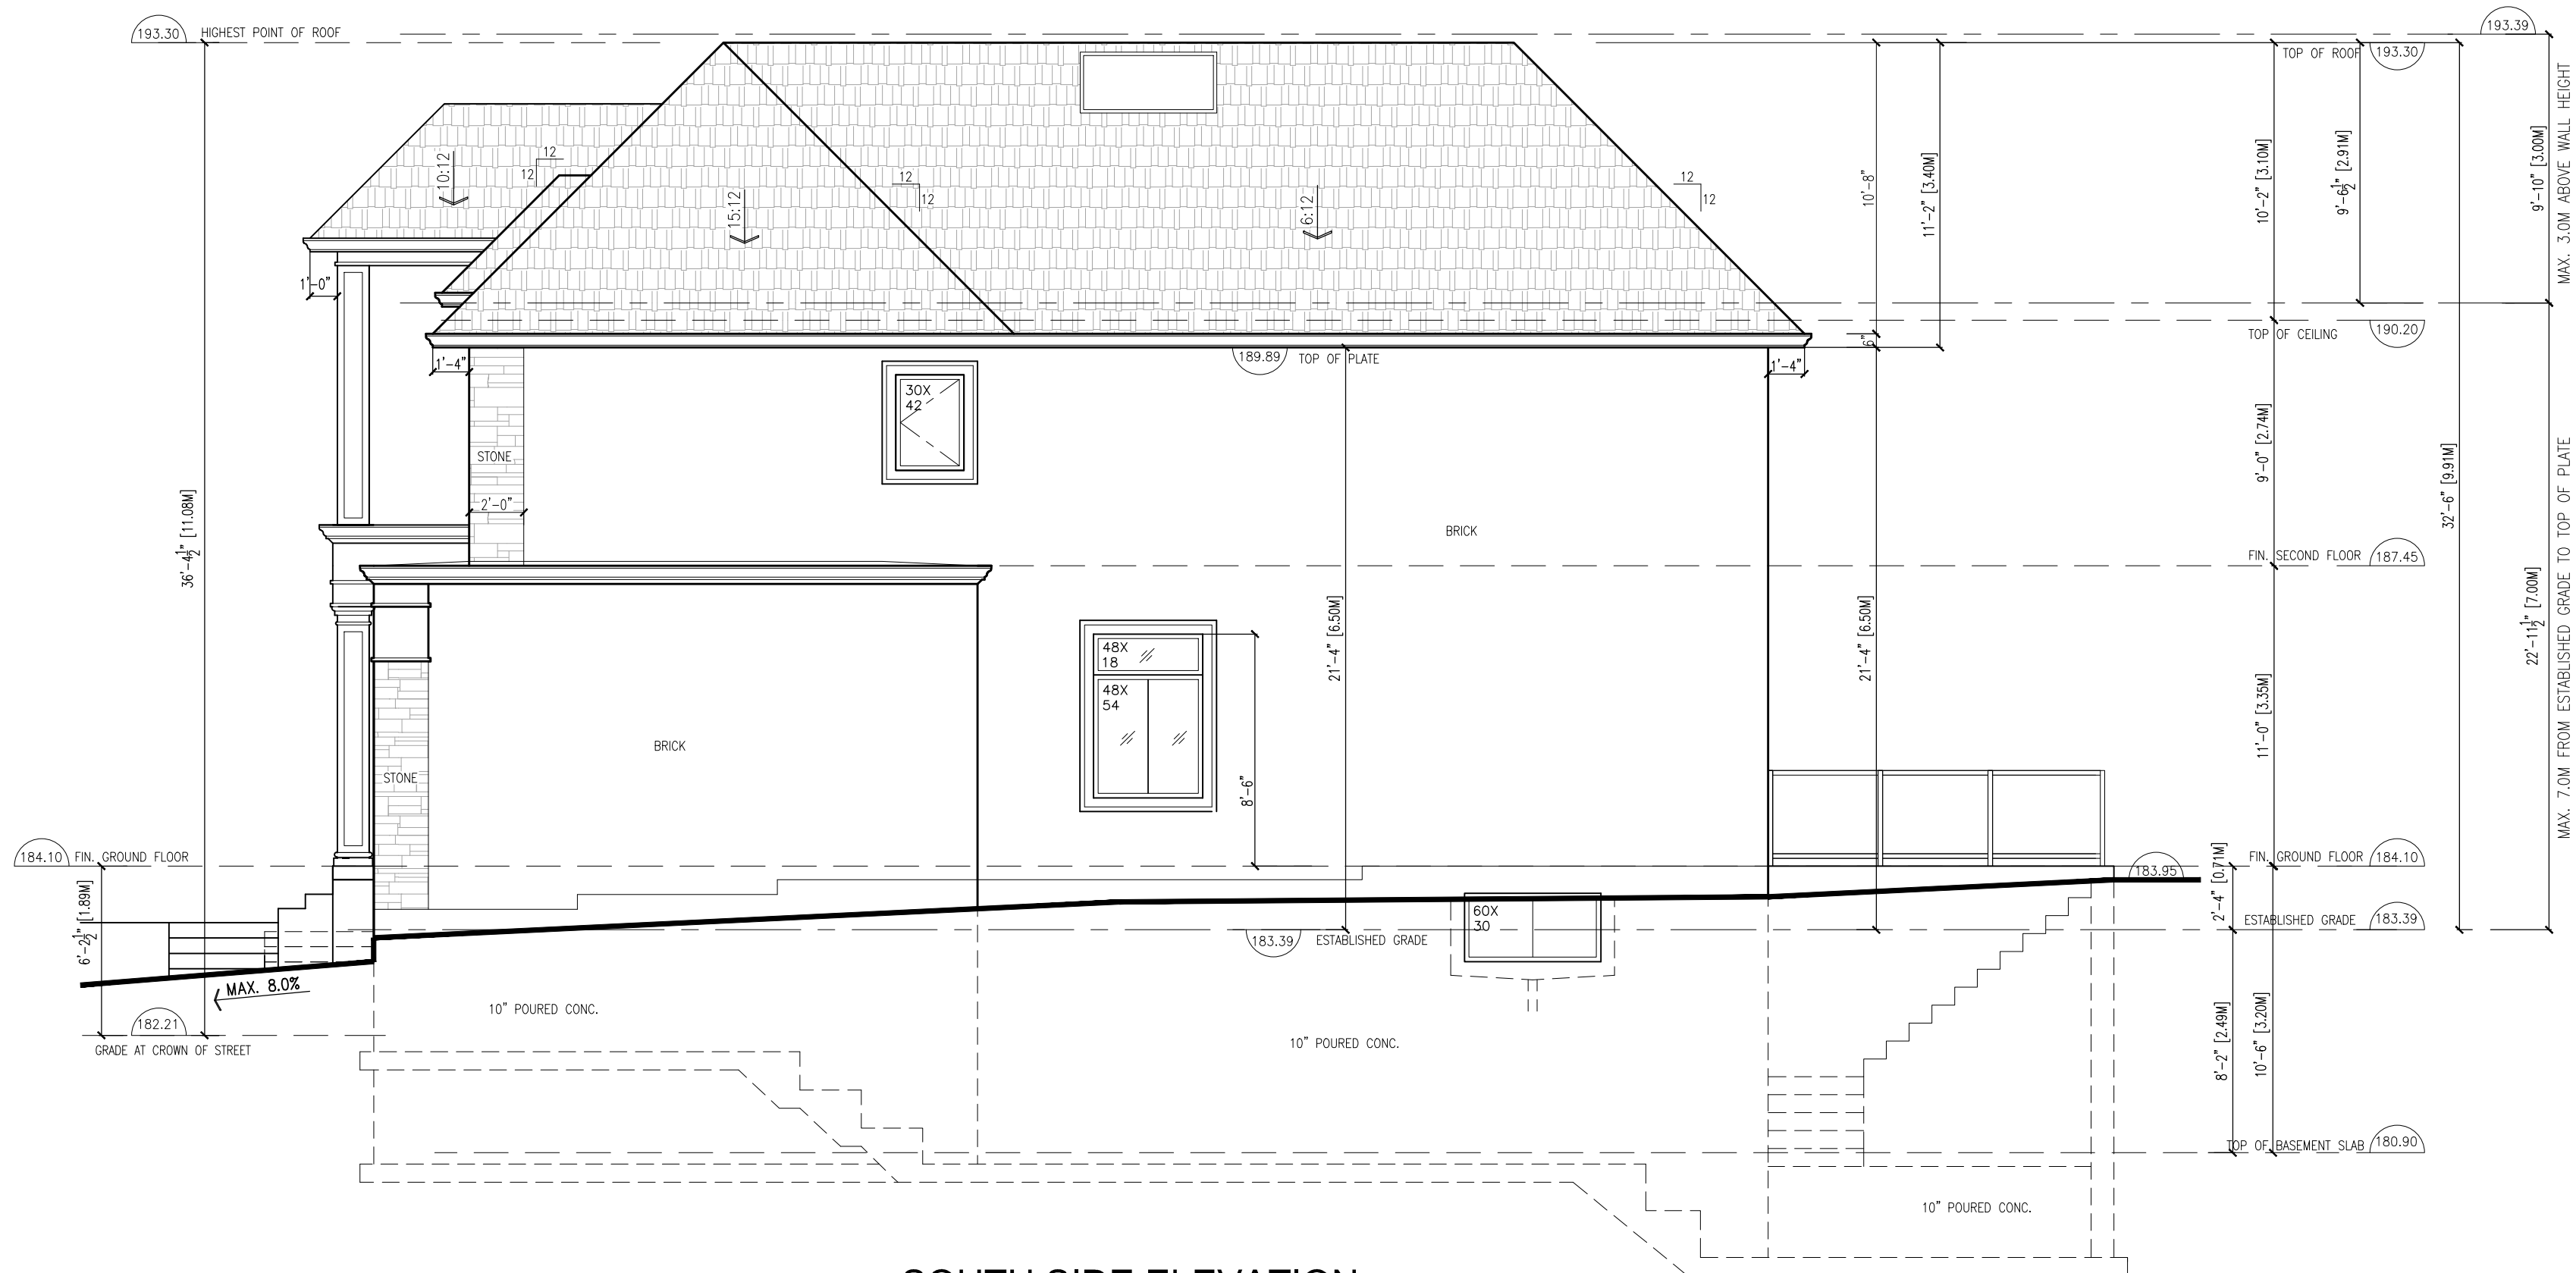 193.30 HIGHEST POINT OF ROOF
193.39
TOP OF ROOF 193.30
MAX. 3.0M ABOVE WALL HEIGHT
9'-10" [3.00M]
9'-6½" [2.91M]
10'-2" [3.10M]
11'-2" [3.40M]
10'-8"
6"
10:12
12
12
15:12
12
12
6:12
12
12
1'-0"
1'-4"
189.89 TOP OF PLATE
1'-4"
TOP OF CEILING 190.20
30X
42
STONE
2'-0"
BRICK
36'-4½" [11.08M]
9'-0" [2.74M]
32'-6" [9.91M]
MAX. 7.0M FROM ESTABLISHED GRADE TO TOP OF PLATE
22'-11½" [7.00M]
FIN. SECOND FLOOR 187.45
21'-4" [6.50M]
21'-4" [6.50M]
11'-0" [3.35M]
48X
18
48X
54
8'-6"
BRICK
STONE
184.10 FIN. GROUND FLOOR
FIN. GROUND FLOOR 184.10
183.95
6'-2½" [1.89M]
2'-4" [0.71M]
60X
30
183.39 ESTABLISHED GRADE
ESTABLISHED GRADE 183.39
MAX. 8.0%
182.21
GRADE AT CROWN OF STREET
10" POURED CONC.
10" POURED CONC.
8'-2" [2.49M]
10'-6" [3.20M]
TOP OF BASEMENT SLAB 180.90
10" POURED CONC.
SOUTH SIDE ELEVATION